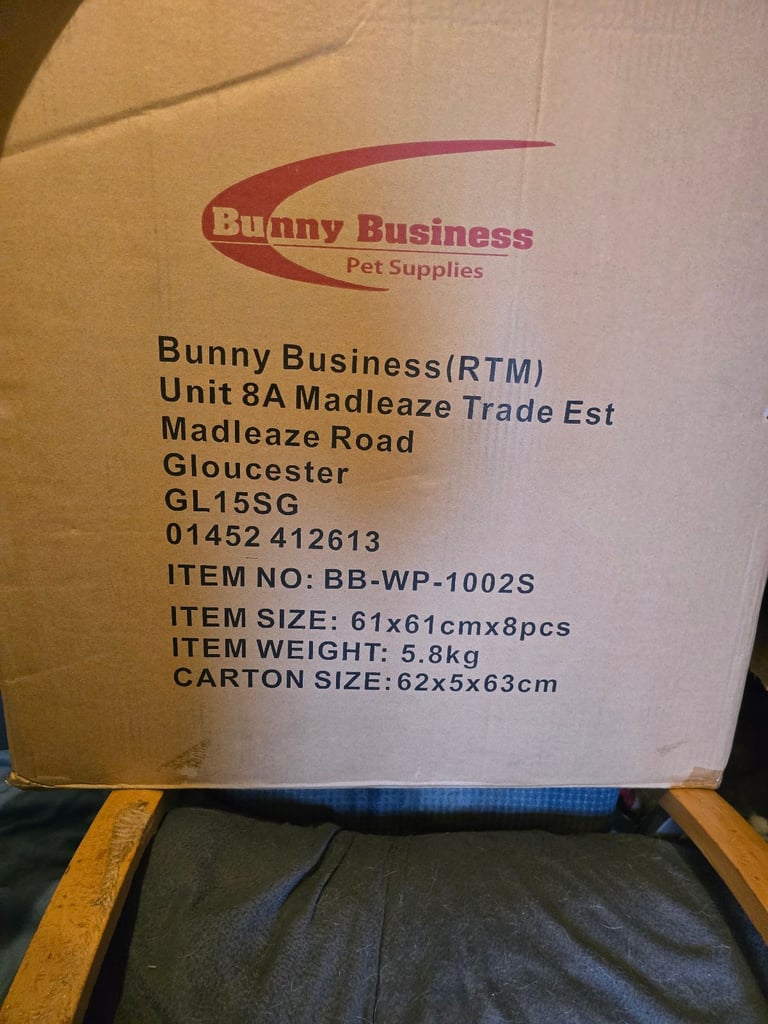 Bunny Business
Pet Supplies
Bunny Business(RTM)
Unit 8A Madleaze Trade Est
Madleaze Road
Gloucester
GL15SG
01452 412613
ITEM NO: BB-WP-1002S
ITEM SIZE: 61x61cmx8pcs
ITEM WEIGHT: 5.8kg
CARTON SIZE:62x5x63cm